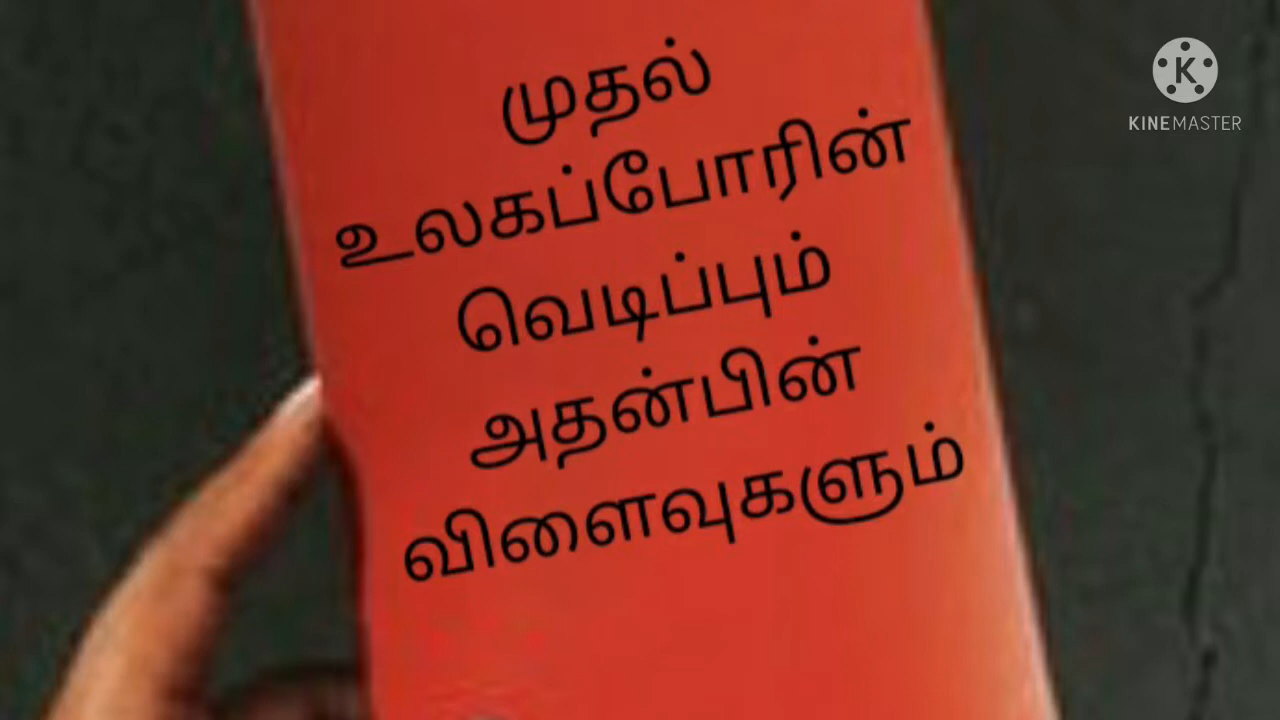 முதல்
உலகப்போரின்
வெடிப்பும்
அதன்பின்
விளைவுகளும்
KINEMASTER